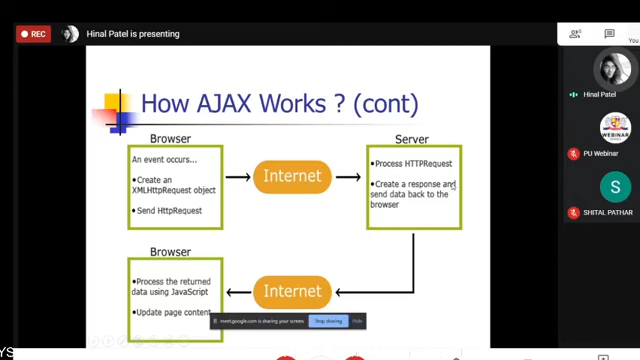 REC
Hinal Patel is presenting
You
How AJAX Works ? (cont)
Browser
An event occurs...
•Create an
XMLHttpRequest object
•Send HttpRequest
Internet
Server
•Process HTTPRequest
•Create a response and
send data back to the
browser
Browser
•Process the returned
data using JavaScript
•Update page content
Internet
meet.google.com is sharing your screen.
Stop sharing
Hide
Hinal Patel
WEBINAR
PU Webinar
S
SHITAL PATHAR
YS